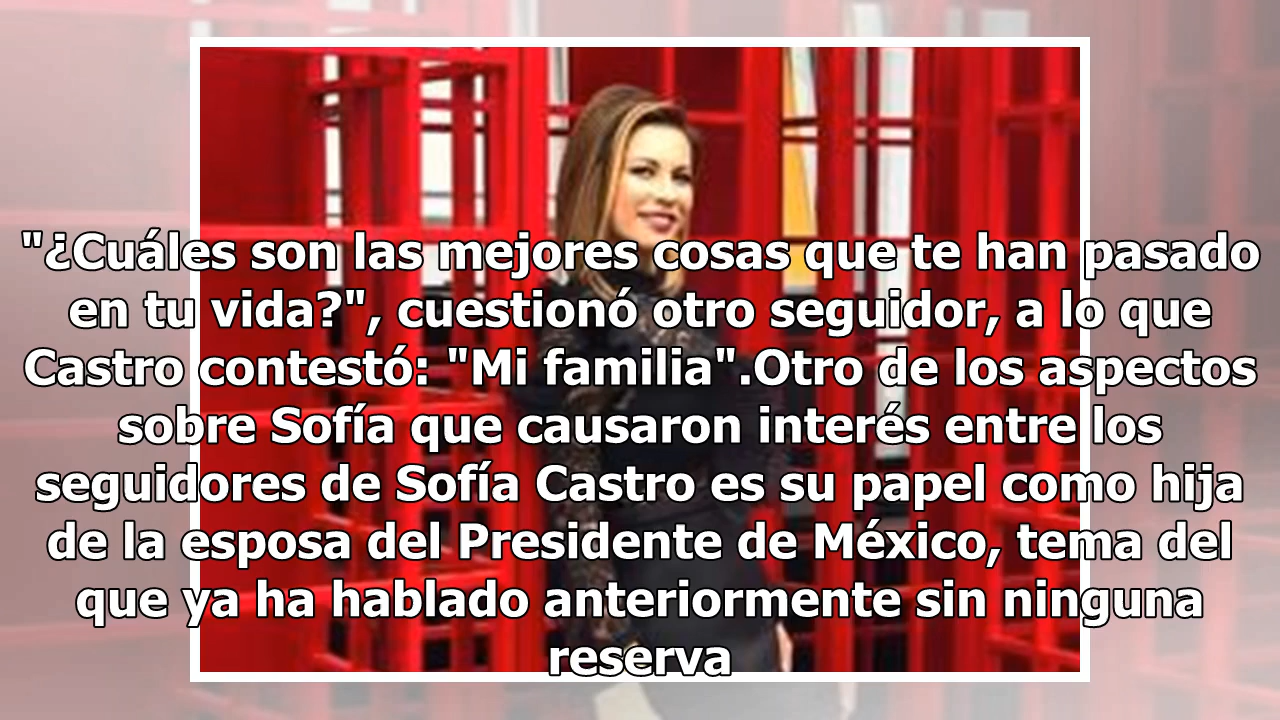 "¿Cuáles son las mejores cosas que te han pasado
en tu vida?", cuestionó otro seguidor, a lo que
Castro contestó: "Mi familia".Otro de los aspectos
sobre Sofía que causaron interés entre los
seguidores de Sofía Castro es su papel como hija
de la esposa del Presidente de México, tema del
que ya ha hablado anteriormente sin ninguna
reserva